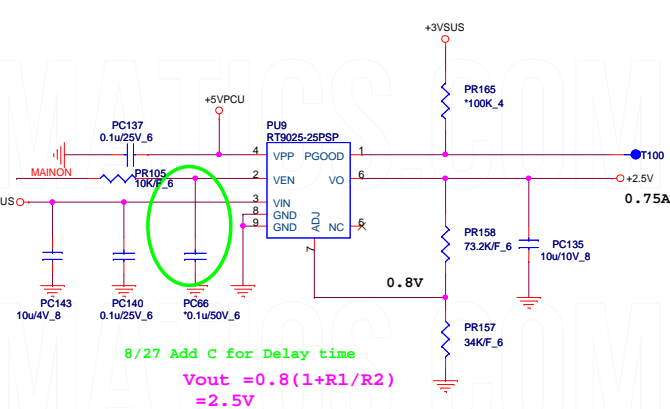 +3VSUS
PR165
*100K_4
+5VPCU
PC137
0.1u/25V_6
PU9
RT9025-25PSP
4 VPP PGOOD 1
T100
MAINON
PR105
10K/F_6
2 VEN VO 6
+2.5V
0.75A
US
3 VIN
8 GND
9 GND
ADJ
NC 5
7
PR158
73.2K/F_6
PC135
10u/10V_8
0.8V
PC143
10u/4V_8
PC140
0.1u/25V_6
PC66
*0.1u/50V_6
PR157
34K/F_6
8/27 Add C for Delay time
Vout =0.8(1+R1/R2)
=2.5V